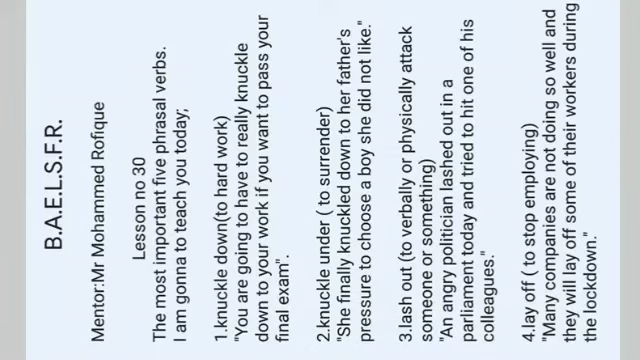 B.A.E.L.S.F.R.
Mentor:Mr Mohammed Rofique
Lesson no 30
The most important five phrasal verbs.
I am gonna to teach you today;
1.knuckle down(to hard work)
"You are going to have to really knuckle
down to your work if you want to pass your
final exam".
2.knuckle under ( to surrender)
"She finally knuckled down to her father's
pressure to choose a boy she did not like."
3.lash out (to verbally or physically attack
someone or something)
"An angry politician lashed out in a
parliament today and tried to hit one of his
colleagues."
4.lay off ( to stop employing)
"Many companies are not doing so well and
they will lay off some of their workers during
the lockdown."